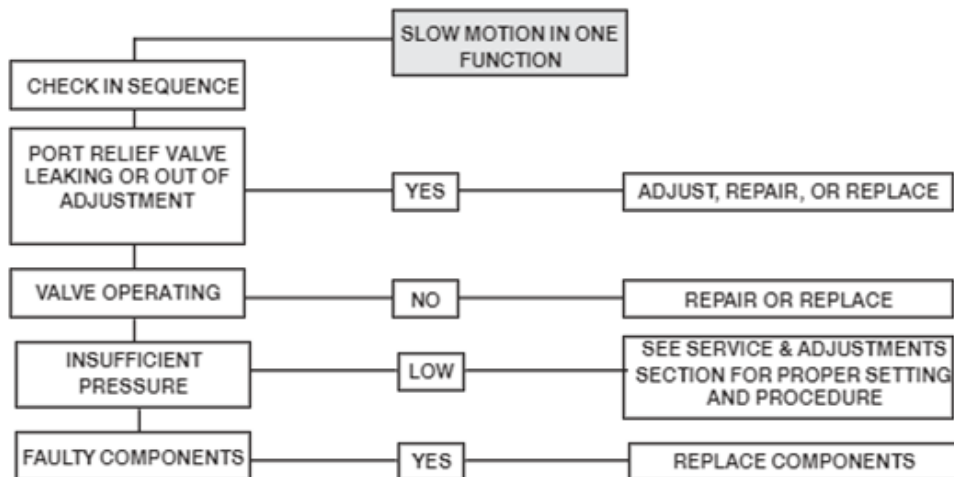 SLOW MOTION IN ONE
FUNCTION
CHECK IN SEQUENCE
PORT RELIEF VALVE
LEAKING OR OUT OF
ADJUSTMENT
YES
ADJUST, REPAIR, OR REPLACE
VALVE OPERATING
NO
REPAIR OR REPLACE
INSUFFICIENT
PRESSURE
LOW
SEE SERVICE & ADJUSTMENTS
SECTION FOR PROPER SETTING
AND PROCEDURE
FAULTY COMPONENTS
YES
REPLACE COMPONENTS